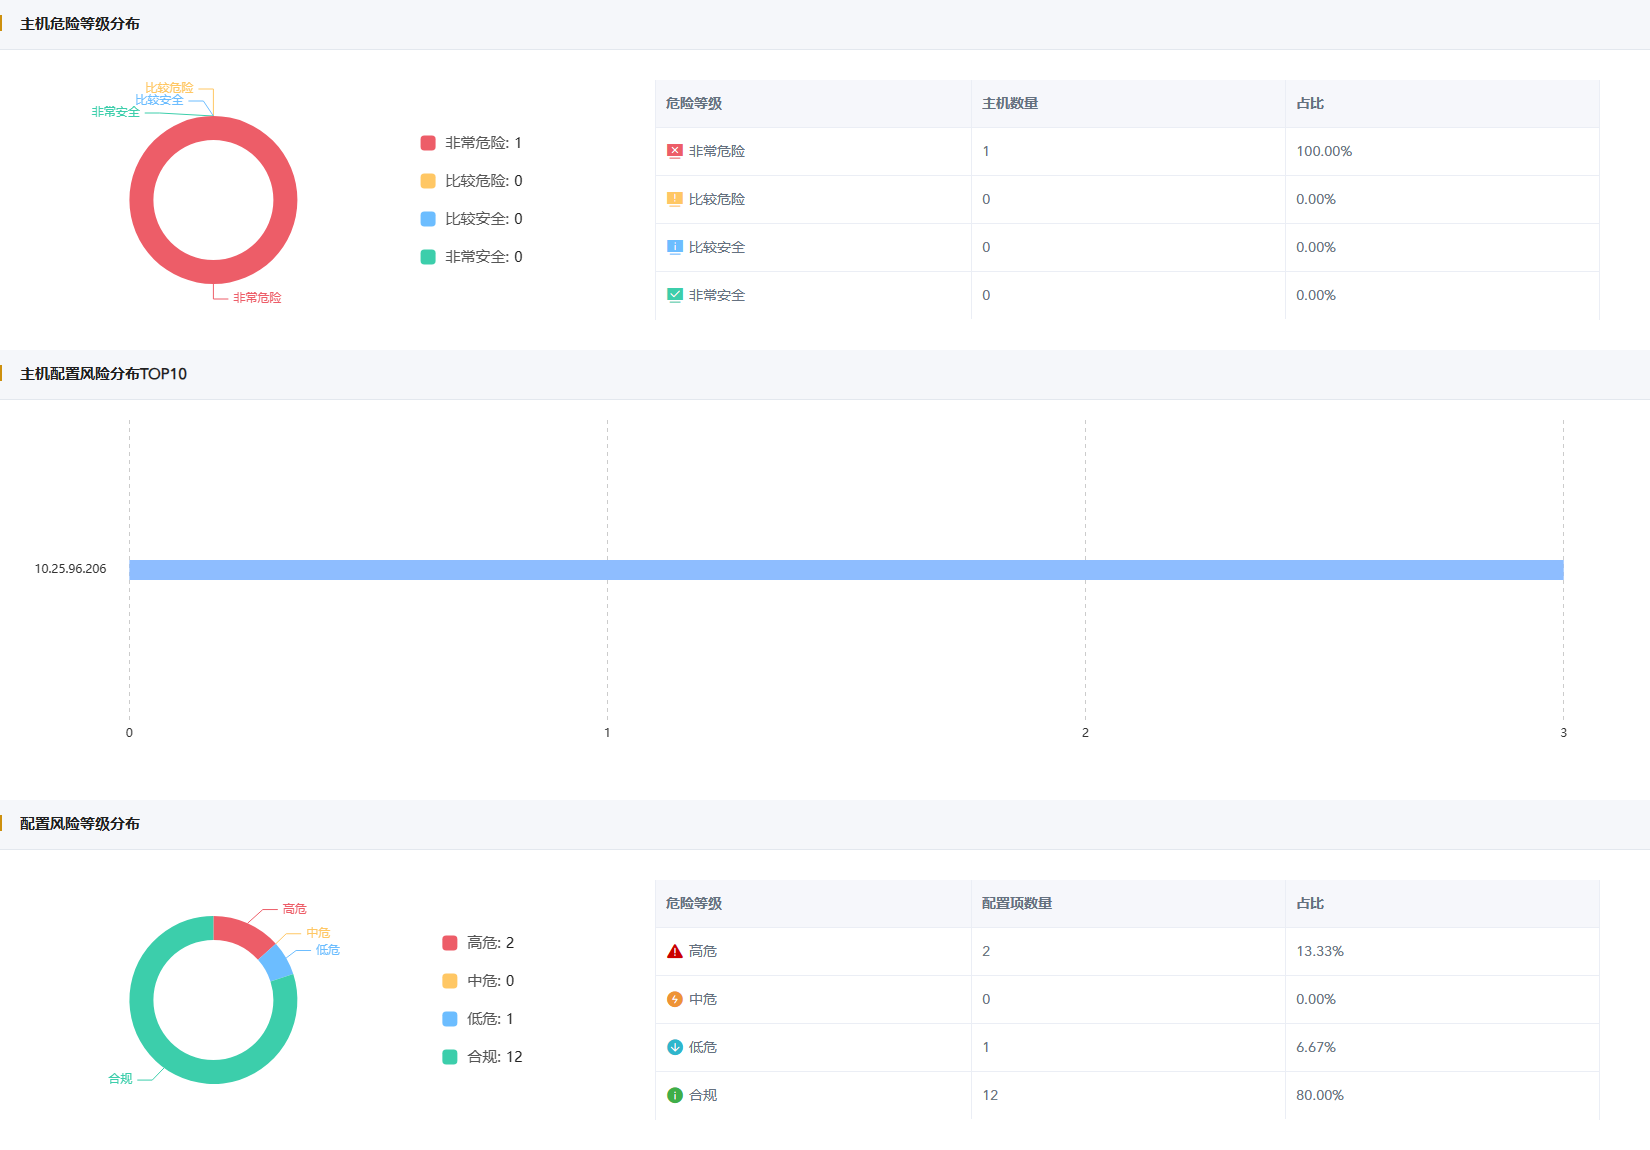 主机危险等级分布
比较危险
比较安全
非常安全
非常危险
非常危险: 1
比较危险: 0
比较安全: 0
非常安全: 0
危险等级 主机数量 占比
非常危险 1 100.00%
比较危险 0 0.00%
比较安全 0 0.00%
非常安全 0 0.00%
主机配置风险分布TOP10
10.25.96.206
0 1 2 3
配置风险等级分布
高危
中危
低危
合规
高危: 2
中危: 0
低危: 1
合规: 12
危险等级 配置项数量 占比
高危 2 13.33%
中危 0 0.00%
低危 1 6.67%
合规 12 80.00%